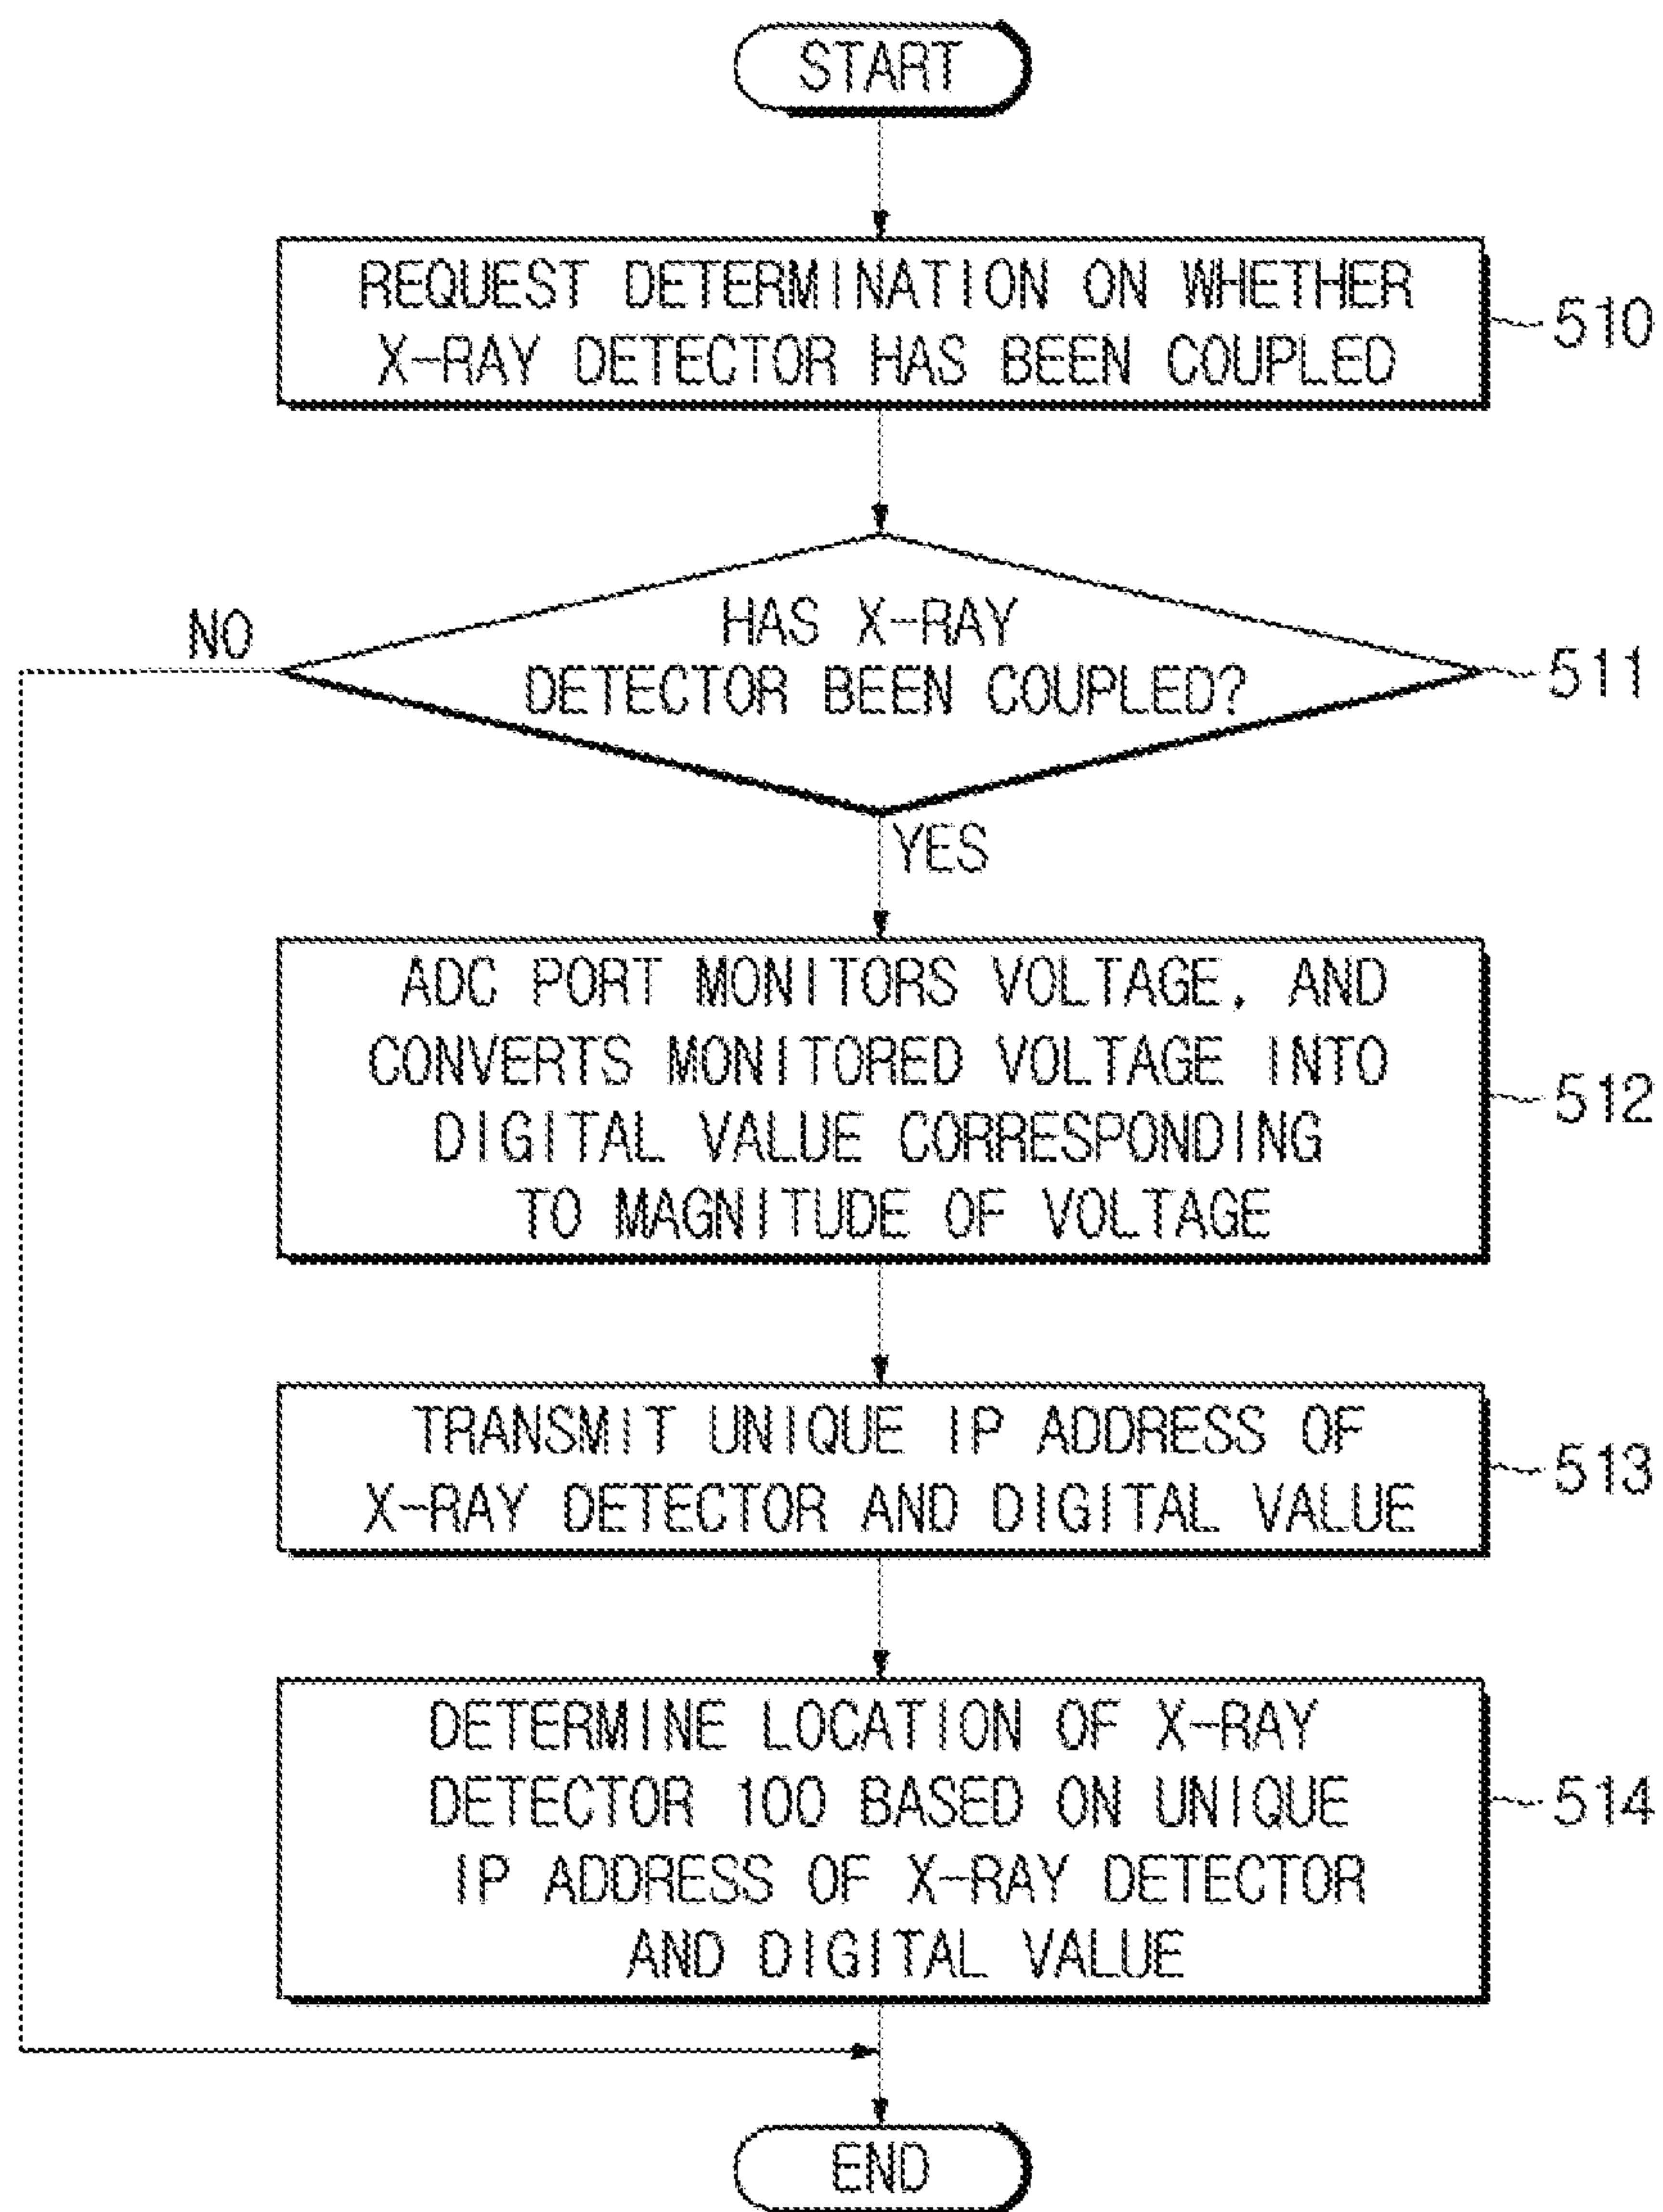 START
REQUEST DETERMINATION ON WHETHER
X-RAY DETECTOR HAS BEEN COUPLED
510
HAS X-RAY
DETECTOR BEEN COUPLED?
511
NO
YES
ADC PORT MONITORS VOLTAGE, AND
CONVERTS MONITORED VOLTAGE INTO
DIGITAL VALUE CORRESPONDING
TO MAGNITUDE OF VOLTAGE
512
TRANSMIT UNIQUE IP ADDRESS OF
X-RAY DETECTOR AND DIGITAL VALUE
513
DETERMINE LOCATION OF X-RAY
DETECTOR 100 BASED ON UNIQUE
IP ADDRESS OF X-RAY DETECTOR
AND DIGITAL VALUE
514
END